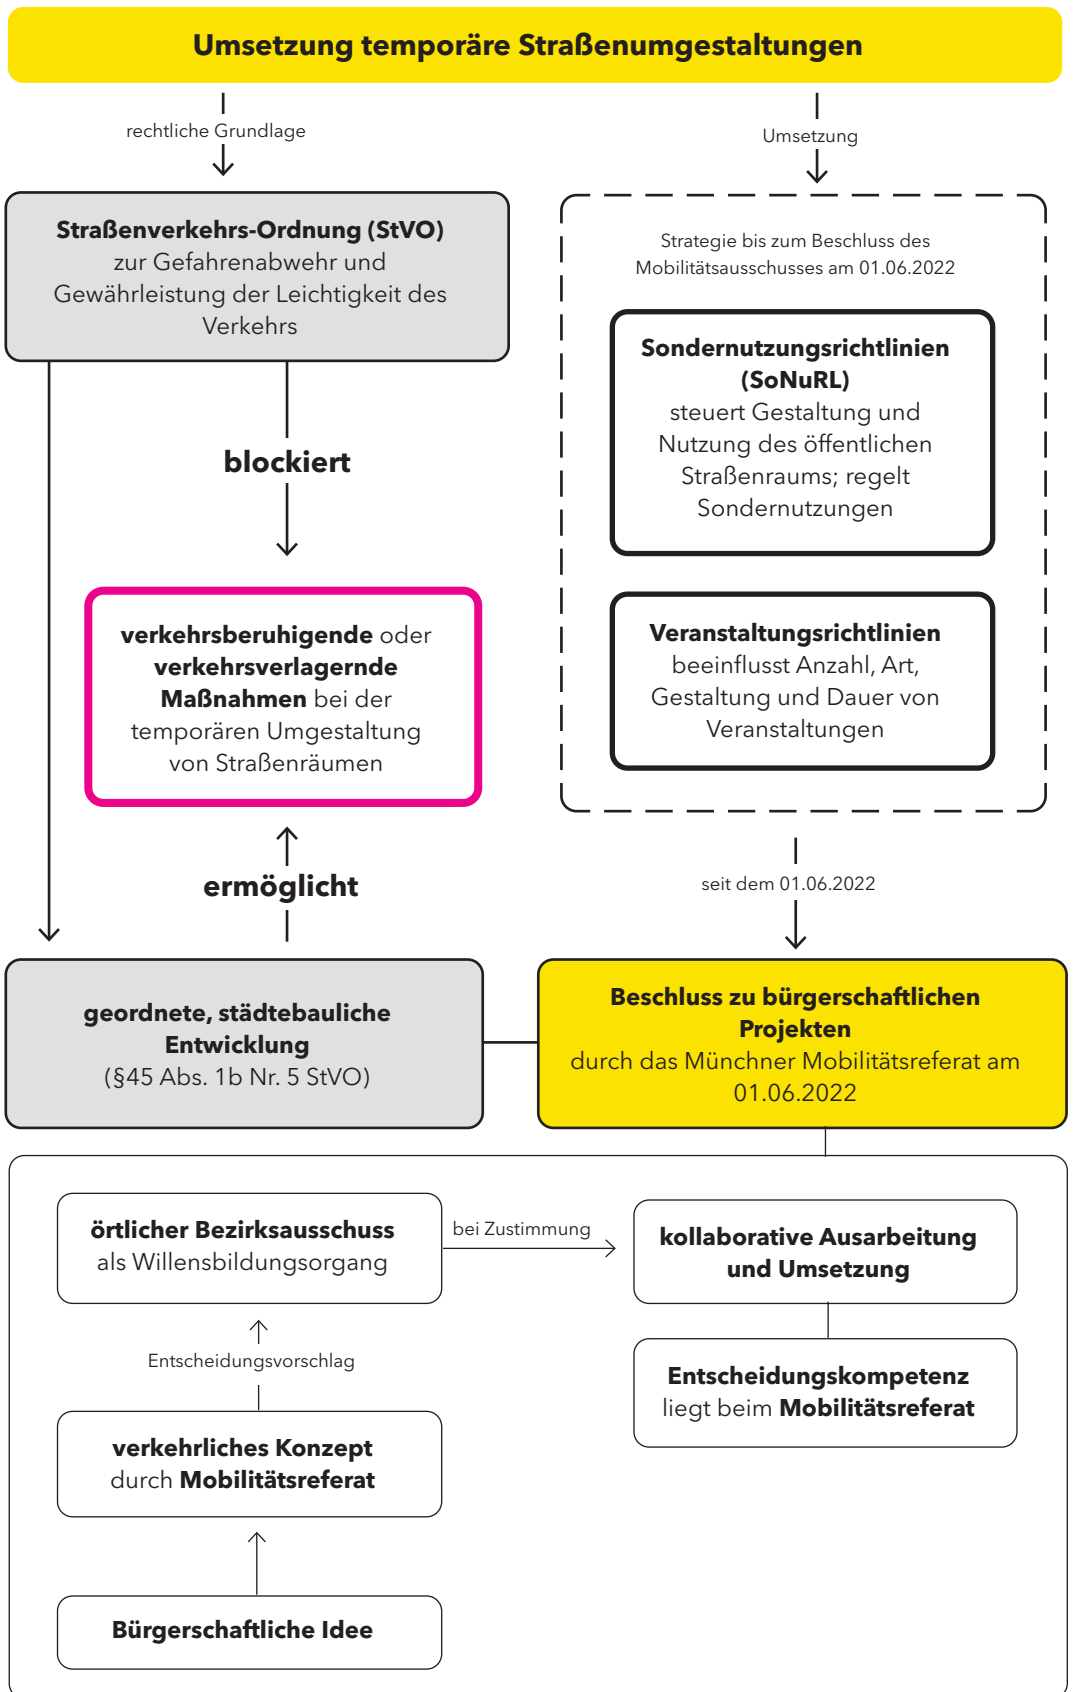 Umsetzung temporäre Straßenumgestaltungen
rechtliche Grundlage
Straßenverkehrs-Ordnung (StVO)
zur Gefahrenabwehr und
Gewährleistung der Leichtigkeit des
Verkehrs
blockiert
verkehrsberuhigende oder
verkehrsverlagernde
Maßnahmen bei der
temporären Umgestaltung
von Straßenräumen
ermöglicht
geordnete, städtebauliche
Entwicklung
(§45 Abs. 1b Nr. 5 StVO)
Umsetzung
Strategie bis zum Beschluss des
Mobilitätsausschusses am 01.06.2022
Sondernutzungsrichtlinien
(SoNuRL)
steuert Gestaltung und
Nutzung des öffentlichen
Straßenraums; regelt
Sondernutzungen
Veranstaltungsrichtlinien
beeinflusst Anzahl, Art,
Gestaltung und Dauer von
Veranstaltungen
seit dem 01.06.2022
Beschluss zu bürgerschaftlichen
Projekten
durch das Münchner Mobilitätsreferat am
01.06.2022
örtlicher Bezirksausschuss
als Willensbildungsorgang
bei Zustimmung
kollaborative Ausarbeitung
und Umsetzung
Entscheidungsvorschlag
Entscheidungskompetenz
liegt beim Mobilitätsreferat
verkehrliches Konzept
durch Mobilitätsreferat
Bürgerschaftliche Idee